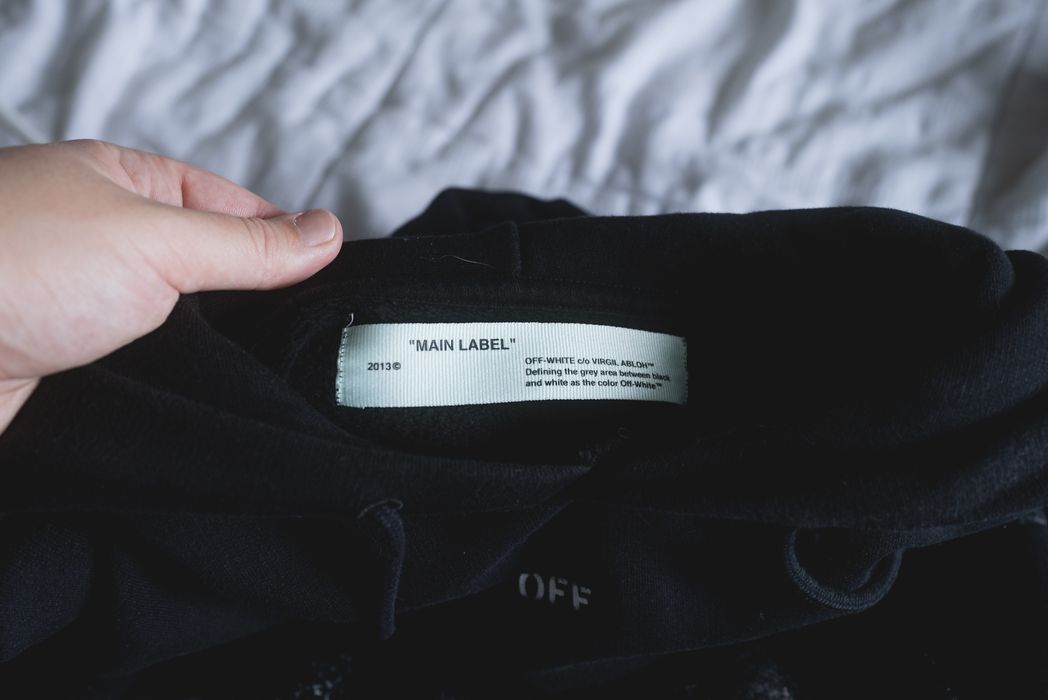 "MAIN LABEL"
2013©
OFF-WHITE c/o VIRGIL ABLOH™
Defining the grey area between black
and white as the color Off-White™
OFF